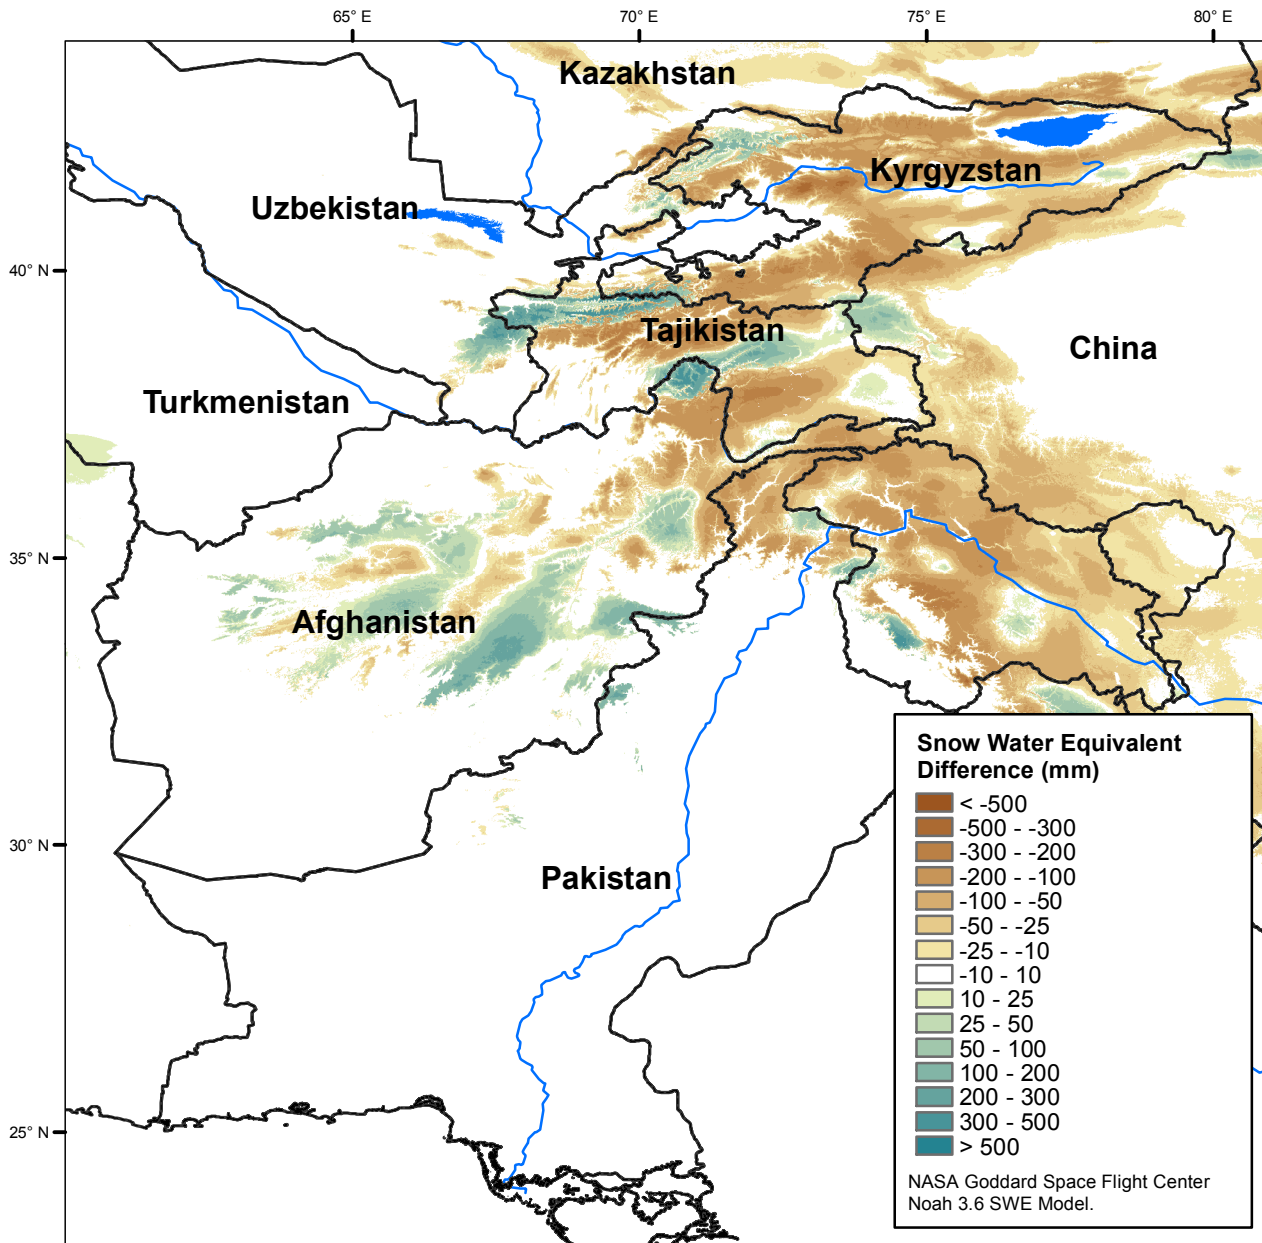 65° E
70° E
75° E
80° E
Kazakhstan
Kyrgyzstan
Uzbekistan
40° N
Tajikistan
China
Turkmenistan
35° N
Afghanistan
30° N
Pakistan
25° N
Snow Water Equivalent
Difference (mm)
< -500
-500 - -300
-300 - -200
-200 - -100
-100 - -50
-50 - -25
-25 - -10
-10 - 10
10 - 25
25 - 50
50 - 100
100 - 200
200 - 300
300 - 500
> 500
NASA Goddard Space Flight Center
Noah 3.6 SWE Model.